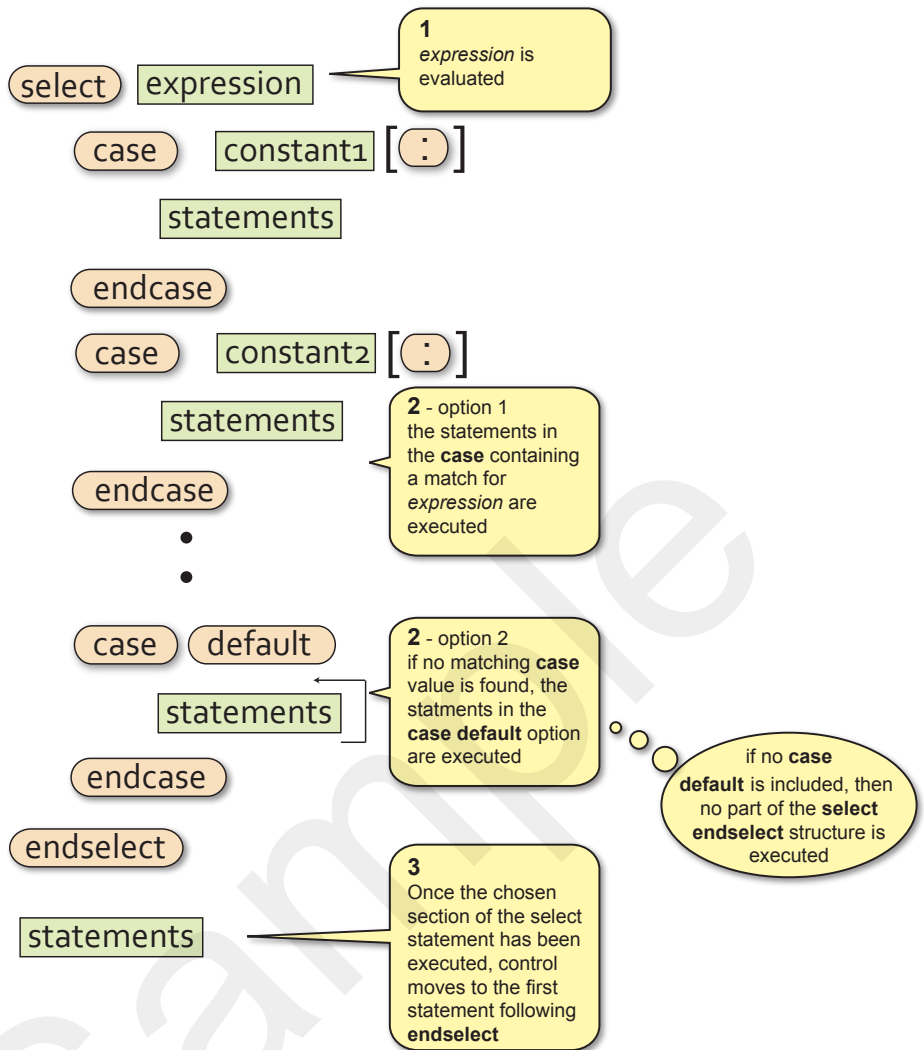 1
expression is
evaluated
select expression
case constant1 [ : ]
statements
endcase
case constant2 [ : ]
statements
2 - option 1
the statements in
the case containing
a match for
expression are
executed
endcase
case default
statements
2 - option 2
if no matching case
value is found, the
statments in the
case default option
are executed
if no case
default is included, then
no part of the select
endselect structure is
executed
endcase
endselect
statements
3
Once the chosen
section of the select
statement has been
executed, control
moves to the first
statement following
endselect
Sample